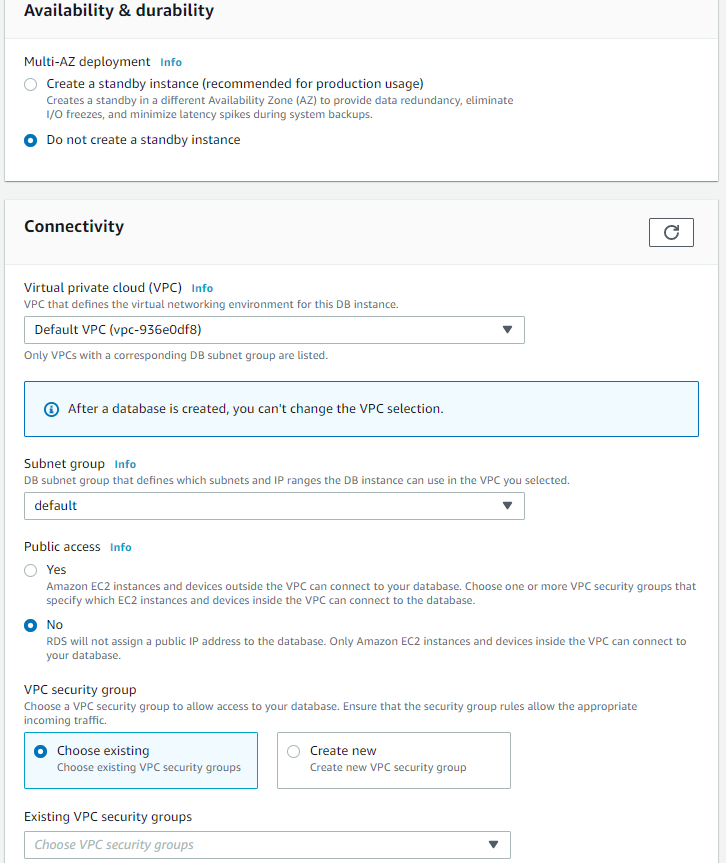 Availability & durability
Multi-AZ deployment Info
Create a standby instance (recommended for production usage)
Creates a standby in a different Availability Zone (AZ) to provide data redundancy, eliminate
I/O freezes, and minimize latency spikes during system backups.
Do not create a standby instance
Connectivity
Virtual private cloud (VPC) Info
VPC that defines the virtual networking environment for this DB instance.
Default VPC (vpc-936e0df8)
Only VPCs with a corresponding DB subnet group are listed.
After a database is created, you can't change the VPC selection.
Subnet group Info
DB subnet group that defines which subnets and IP ranges the DB instance can use in the VPC you selected.
default
Public access Info
Yes
Amazon EC2 instances and devices outside the VPC can connect to your database. Choose one or more VPC security groups that
specify which EC2 instances and devices inside the VPC can connect to the database.
No
RDS will not assign a public IP address to the database. Only Amazon EC2 instances and devices inside the VPC can connect to
your database.
VPC security group
Choose a VPC security group to allow access to your database. Ensure that the security group rules allow the appropriate
incoming traffic.
Choose existing
Choose existing VPC security groups
Create new
Create new VPC security group
Existing VPC security groups
Choose VPC security groups